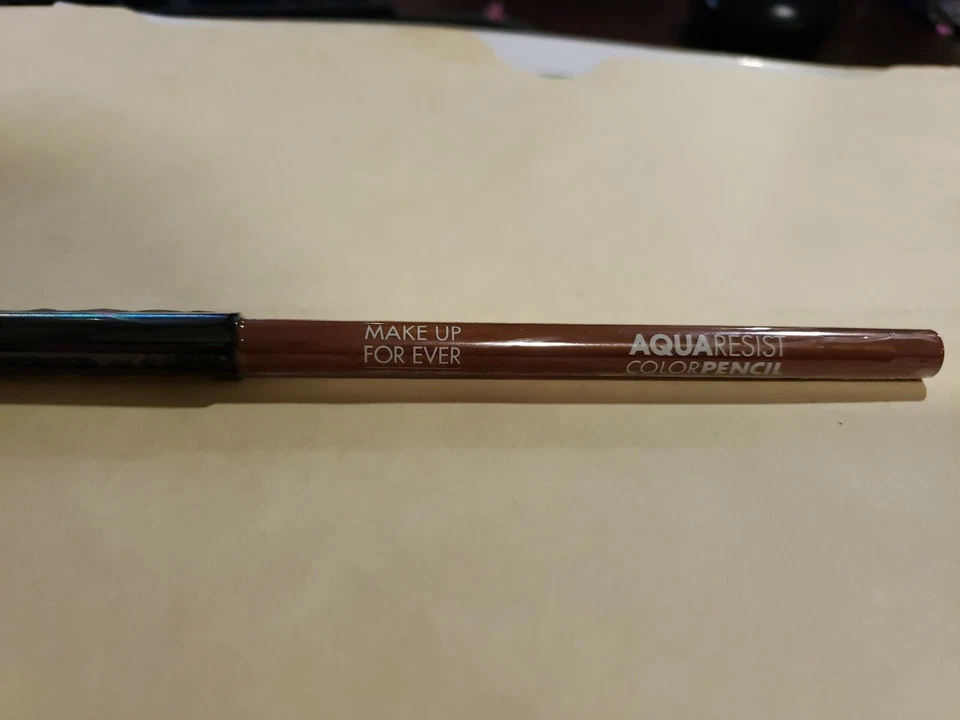 MAKE UP
FOR EVER
AQUARESIST
COLORPENCIL